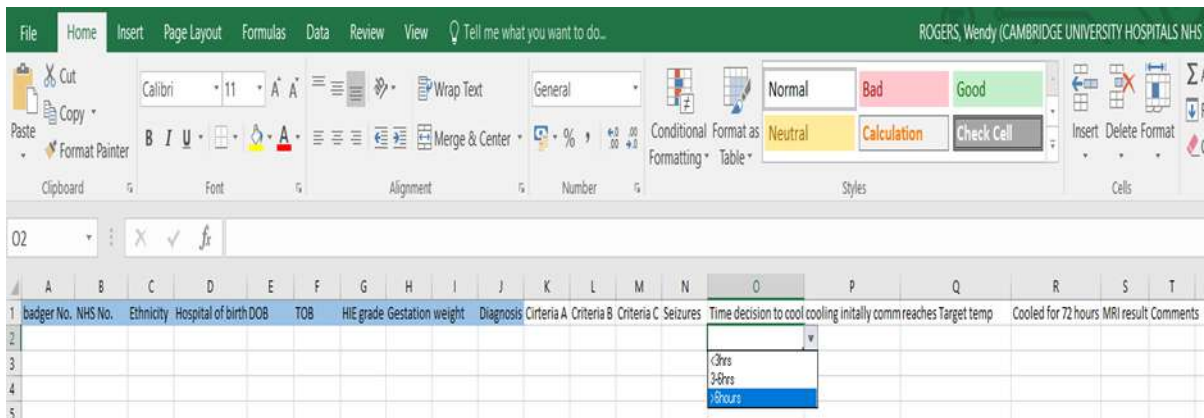 File Home Insert Page Layout Formulas Data Review View Tell me what you want to do... ROGERS, Wendy (CAMBRIDGE UNIVERSITY HOSPITALS NHS
Cut
Copy
Format Painter
Paste
Calibri 11 A A
B I U A
Wrap Text
Merge & Center
General
% , .0 .00 .00 .0
Conditional Formatting
Format as Table
Normal Bad Good
Neutral Calculation Check Cell
Insert Delete Format
Clipboard Font Alignment Number Styles Cells
O2 fx
A B C D E F G H I J K L M N O P Q R S T
1 badger No. NHS No. Ethnicity Hospital of birth DOB TOB HIE grade Gestation weight Diagnosis Cirteria A Criteria B Criteria C Seizures Time decision to cool cooling initally comm reaches Target temp Cooled for 72 hours MRI result Comments
2
3 <3hrs
4 3-6hrs
>6hours
5